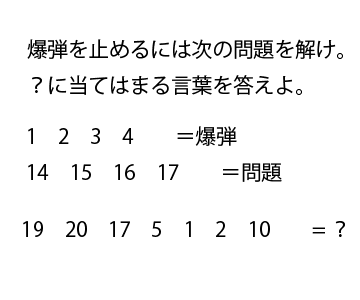 爆弾を止めるには次の問題を解け。
？に当てはまる言葉を答えよ。
1 2 3 4 ＝爆弾
14 15 16 17 ＝問題
19 20 17 5 1 2 10 ＝？